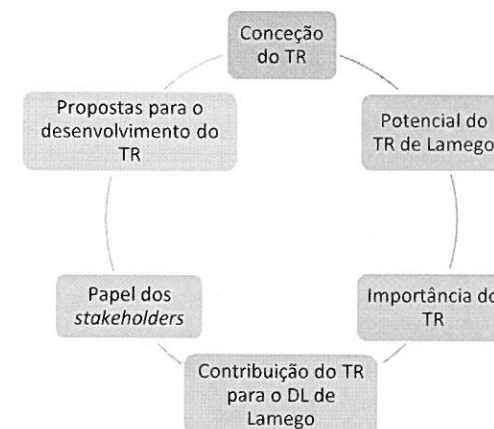 Conceção
do TR
Potencial do
TR de Lamego
Importância do
TR
Contribuição do TR
para o DL de
Lamego
Papel dos
stakeholders
Propostas para o
desenvolvimento do
TR